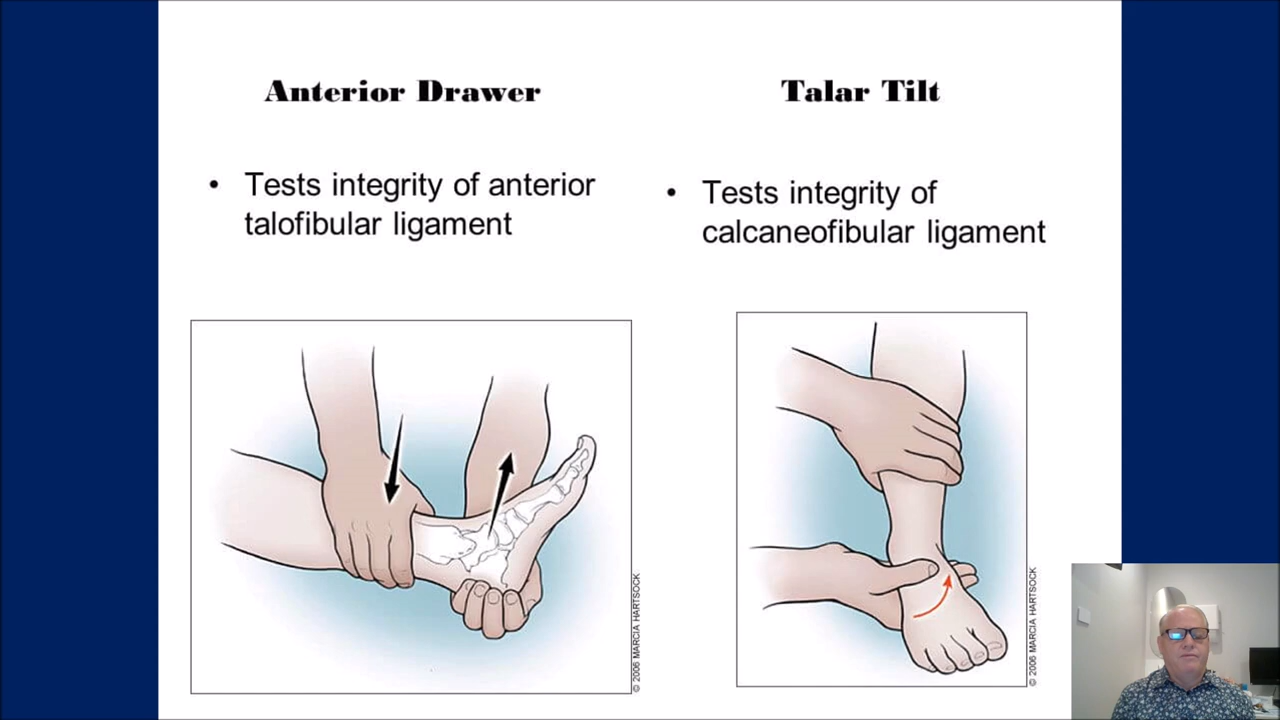 Anterior Drawer
• Tests integrity of anterior
talofibular ligament
© 2006 MARCIA HARTSOCK
Talar Tilt
• Tests integrity of
calcaneofibular ligament
© 2006 MARCIA HARTSOCK